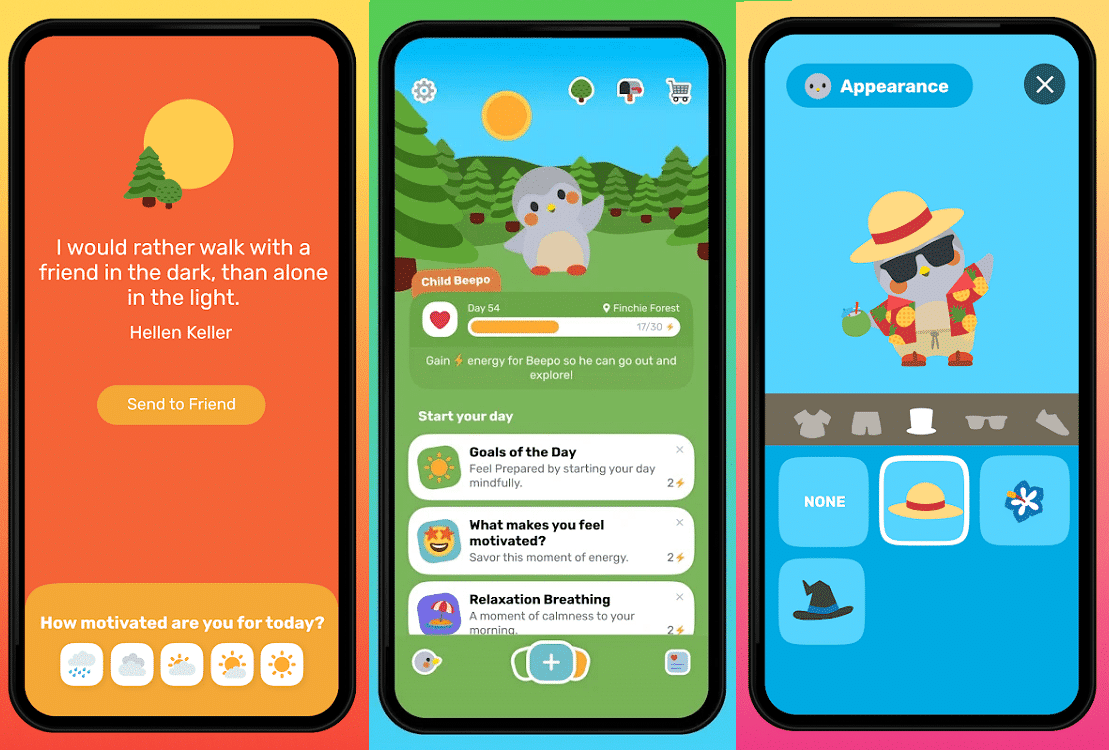 I would rather walk with a
friend in the dark, than alone
in the light.
Hellen Keller
Send to Friend
How motivated are you for today?
Child Beepo
Day 54
Finchie Forest
17/30
Gain energy for Beepo so he can go out and
explore!
Start your day
Goals of the Day
Feel Prepared by starting your day
mindfully.
2
What makes you feel
motivated?
Savor this moment of energy.
2
Relaxation Breathing
A moment of calmness to your
morning.
2
Appearance
NONE